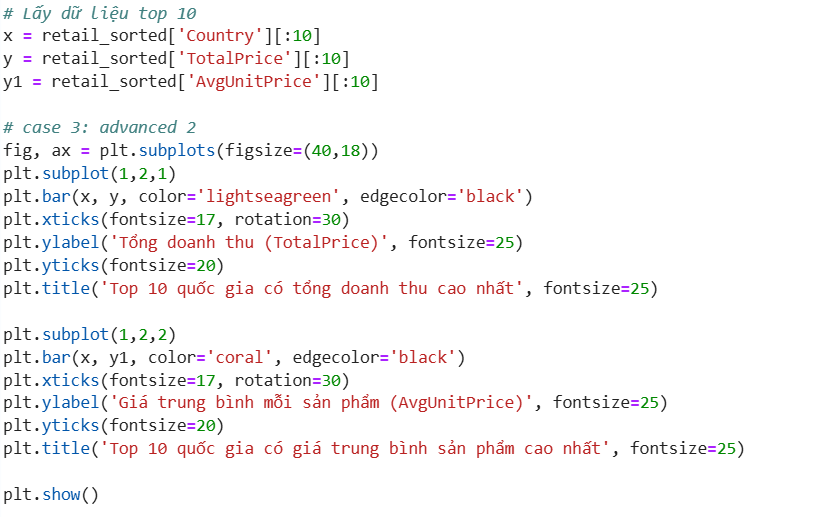 # Lấy dữ liệu top 10
x = retail_sorted['Country'][:10]
y = retail_sorted['TotalPrice'][:10]
y1 = retail_sorted['AvgUnitPrice'][:10]
# case 3: advanced 2
fig, ax = plt.subplots(figsize=(40,18))
plt.subplot(1,2,1)
plt.bar(x, y, color='lightseagreen', edgecolor='black')
plt.xticks(fontsize=17, rotation=30)
plt.ylabel('Tổng doanh thu (TotalPrice)', fontsize=25)
plt.yticks(fontsize=20)
plt.title('Top 10 quốc gia có tổng doanh thu cao nhất', fontsize=25)
plt.subplot(1,2,2)
plt.bar(x, y1, color='coral', edgecolor='black')
plt.xticks(fontsize=17, rotation=30)
plt.ylabel('Giá trung bình mỗi sản phẩm (AvgUnitPrice)', fontsize=25)
plt.yticks(fontsize=20)
plt.title('Top 10 quốc gia có giá trung bình sản phẩm cao nhất', fontsize=25)
plt.show()